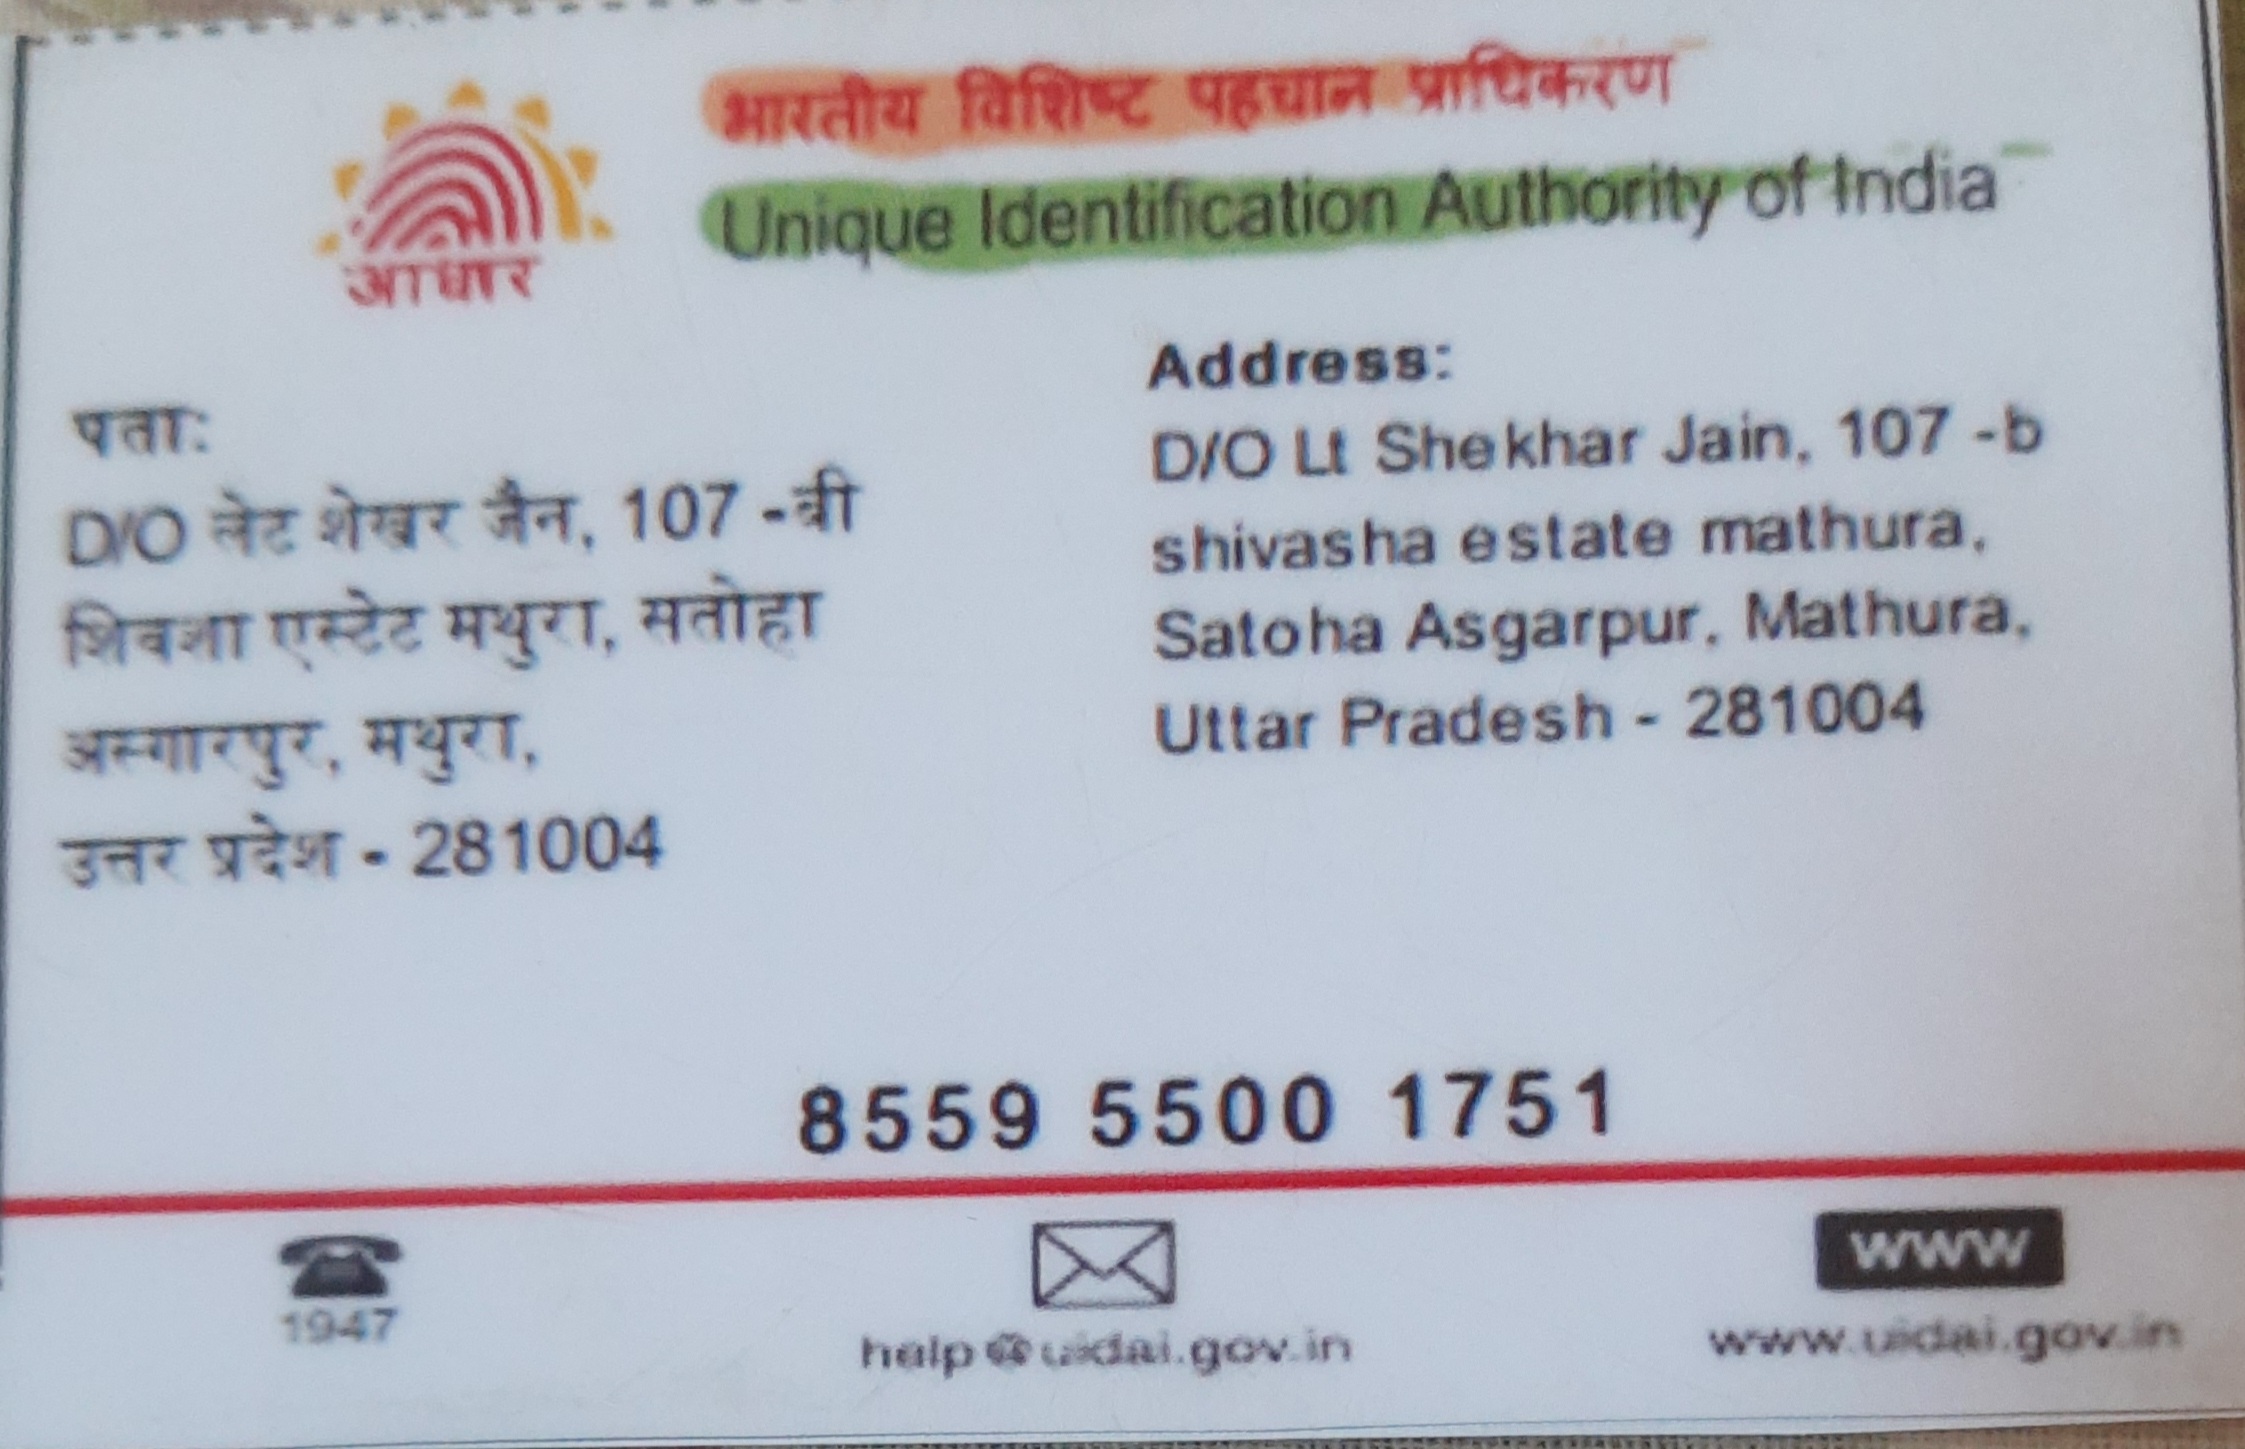 भारतीय विशिष्ट पहचान प्राधिकरण
Unique Identification Authority of India
आधार
पता:
D/O लेट शेखर जैन, 107 -बी
शिवशा एस्टेट मथुरा, सतोहा
अस्गारपुर, मथुरा,
उत्तर प्रदेश - 281004
Address:
D/O Lt Shekhar Jain, 107 -b
shivasha estate mathura,
Satoha Asgarpur, Mathura,
Uttar Pradesh - 281004
8559 5500 1751
1947
help@uidai.gov.in
www
www.uidai.gov.in